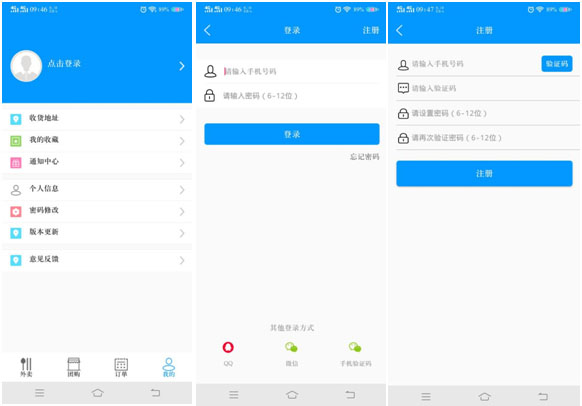 09:46
89%
点击登录
收货地址
我的收藏
通知中心
个人信息
密码修改
版本更新
意见反馈
外卖
团购
订单
我的
09:46
89%
登录
注册
请输入手机号码
请输入密码（6-12位）
登录
忘记密码
其他登录方式
QQ
微信
手机验证码
09:47
89%
注册
请输入手机号码
验证码
请输入验证码
请设置密码（6-12位）
请再次验证密码（6-12位）
注册